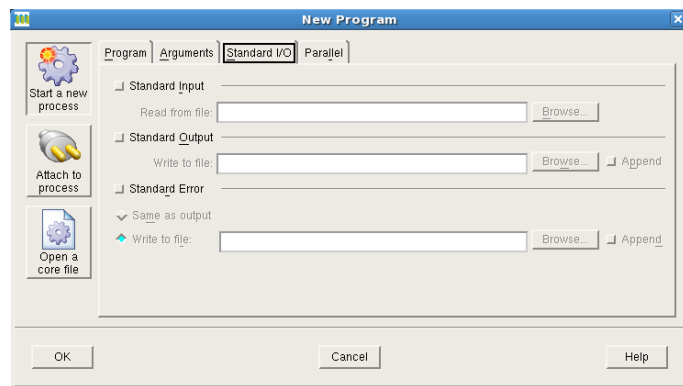 New Program
Program Arguments Standard I/O Parallel
Start a new
process
Standard Input
Read from file: Browse...
Standard Output
Write to file: Browse... Append
Attach to
process
Standard Error
Same as output
Write to file: Browse... Append
Open a
core file
OK Cancel Help